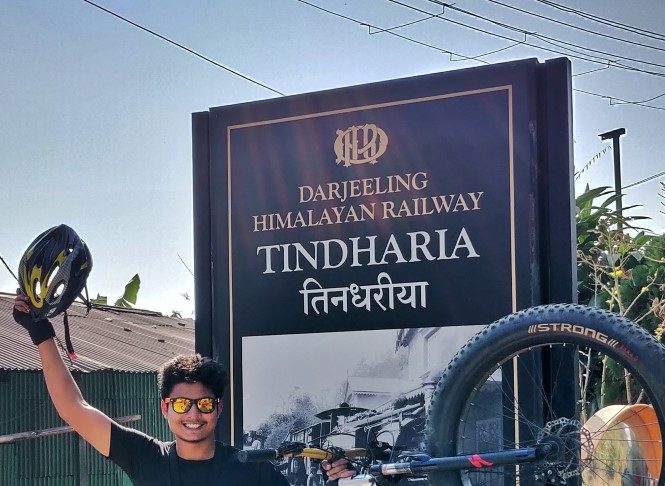 DHR
DARJEELING
HIMALAYAN RAILWAY
TINDHARIA
तिनधरीया
STRONG